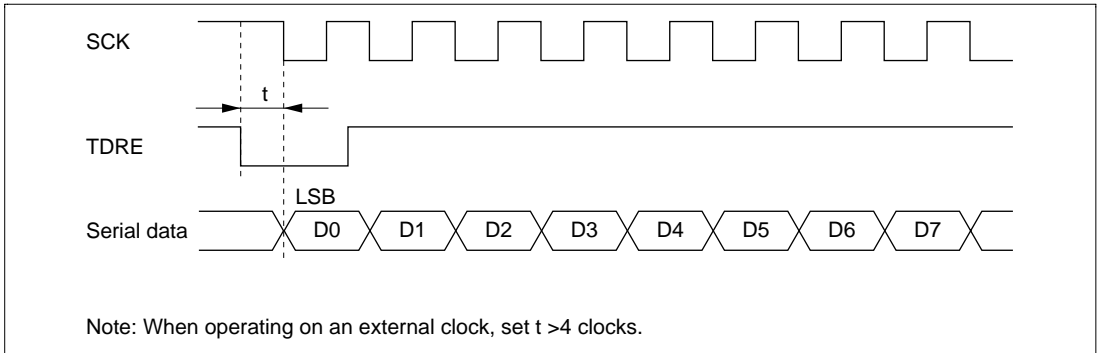 SCK
t
TDRE
LSB
Serial data D0 D1 D2 D3 D4 D5 D6 D7
Note: When operating on an external clock, set t >4 clocks.